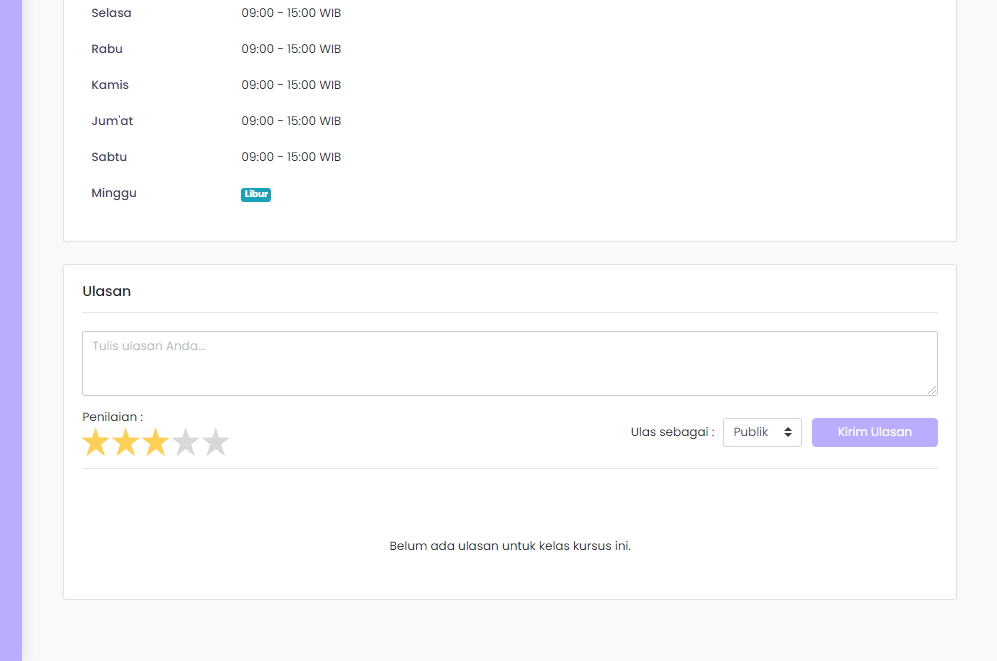 Selasa 09:00 - 15:00 WIB
Rabu 09:00 - 15:00 WIB
Kamis 09:00 - 15:00 WIB
Jum'at 09:00 - 15:00 WIB
Sabtu 09:00 - 15:00 WIB
Minggu Libur
Ulasan
Tulis ulasan Anda...
Penilaian :
Ulas sebagai : Publik Kirim Ulasan
Belum ada ulasan untuk kelas kursus ini.